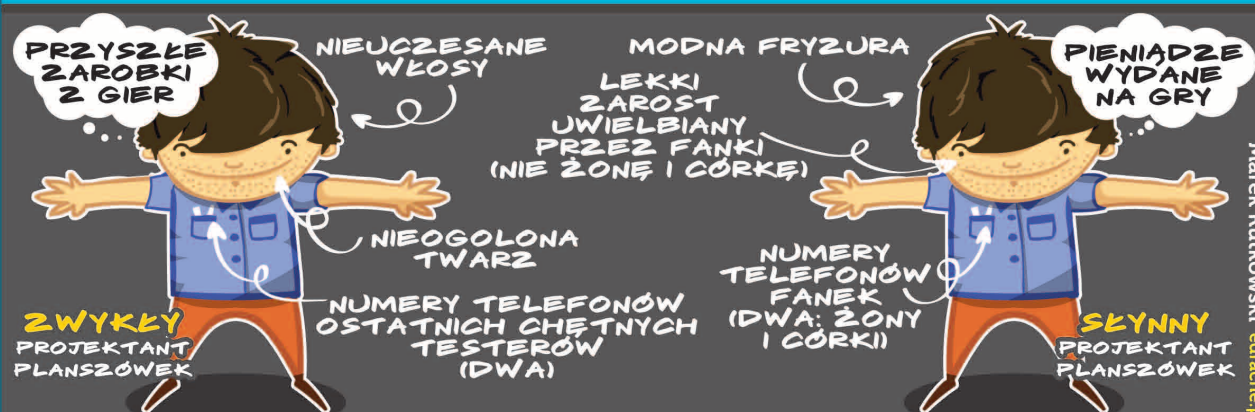 PRZYSZŁE
ZAROBKI
Z GIER
NIEUCZESANE
WŁOSY
NIEOGOLONA
TWARZ
NUMERY TELEFONÓW
OSTATNICH CHĘTNYCH
TESTERÓW
(DWA)
ZWYKŁY
PROJEKTANT
PLANSZÓWEK
MODNA FRYZURA
LEKKI
ZAROST
UWIELBIANY
PRZEZ FANKI
(NIE ŻONĘ I CÓRKĘ)
PIENIĄDZE
WYDANE
NA GRY
NUMERY
TELEFONÓW
FANEK
(DWA: ŻONY
I CÓRKI)
SŁYNNY
PROJEKTANT
PLANSZÓWEK